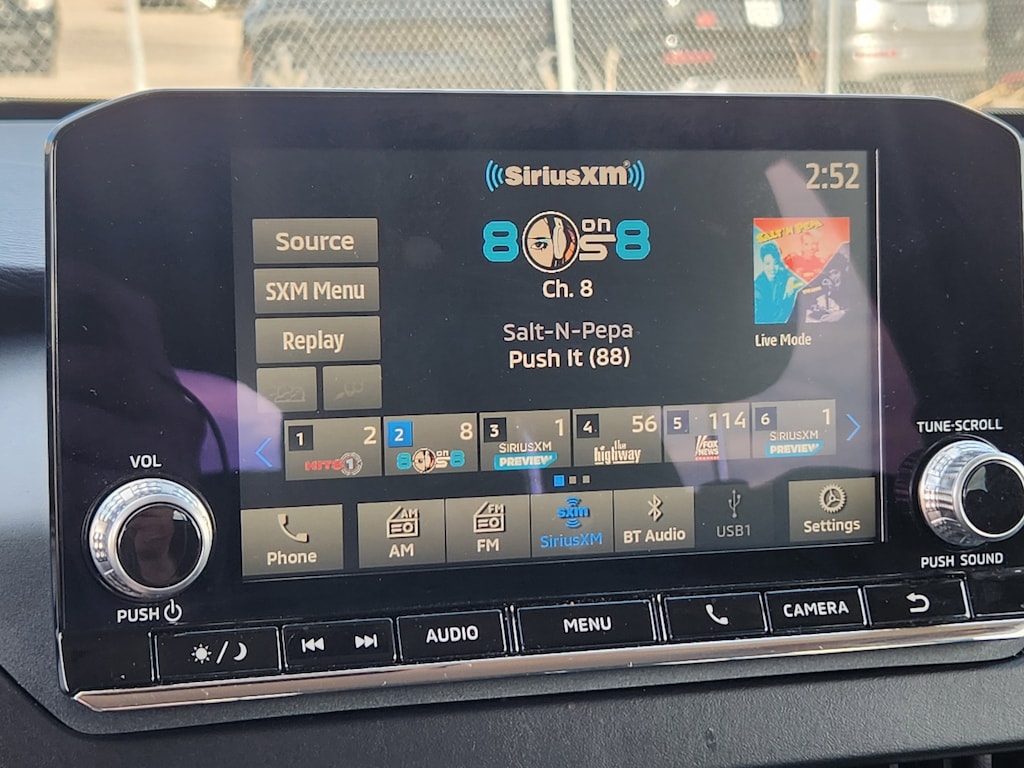 SiriusXM
2:52
Source
SXM Menu
Replay
80s on 8
Ch. 8
Salt-N-Pepa
Push It (88)
SALT 'N PEPA
Live Mode
1 2
HITS 1
2 8
80s on 8
3 1
SIRIUSXM
PREVIEW
4 56
the
highway
5 114
FOX
NEWS
6 1
SIRIUSXM
PREVIEW
VOL
TUNE-SCROLL
Phone
AM
AM
FM
FM
sxm
SiriusXM
BT Audio
USB1
Settings
PUSH
PUSH SOUND
AUDIO
MENU
CAMERA